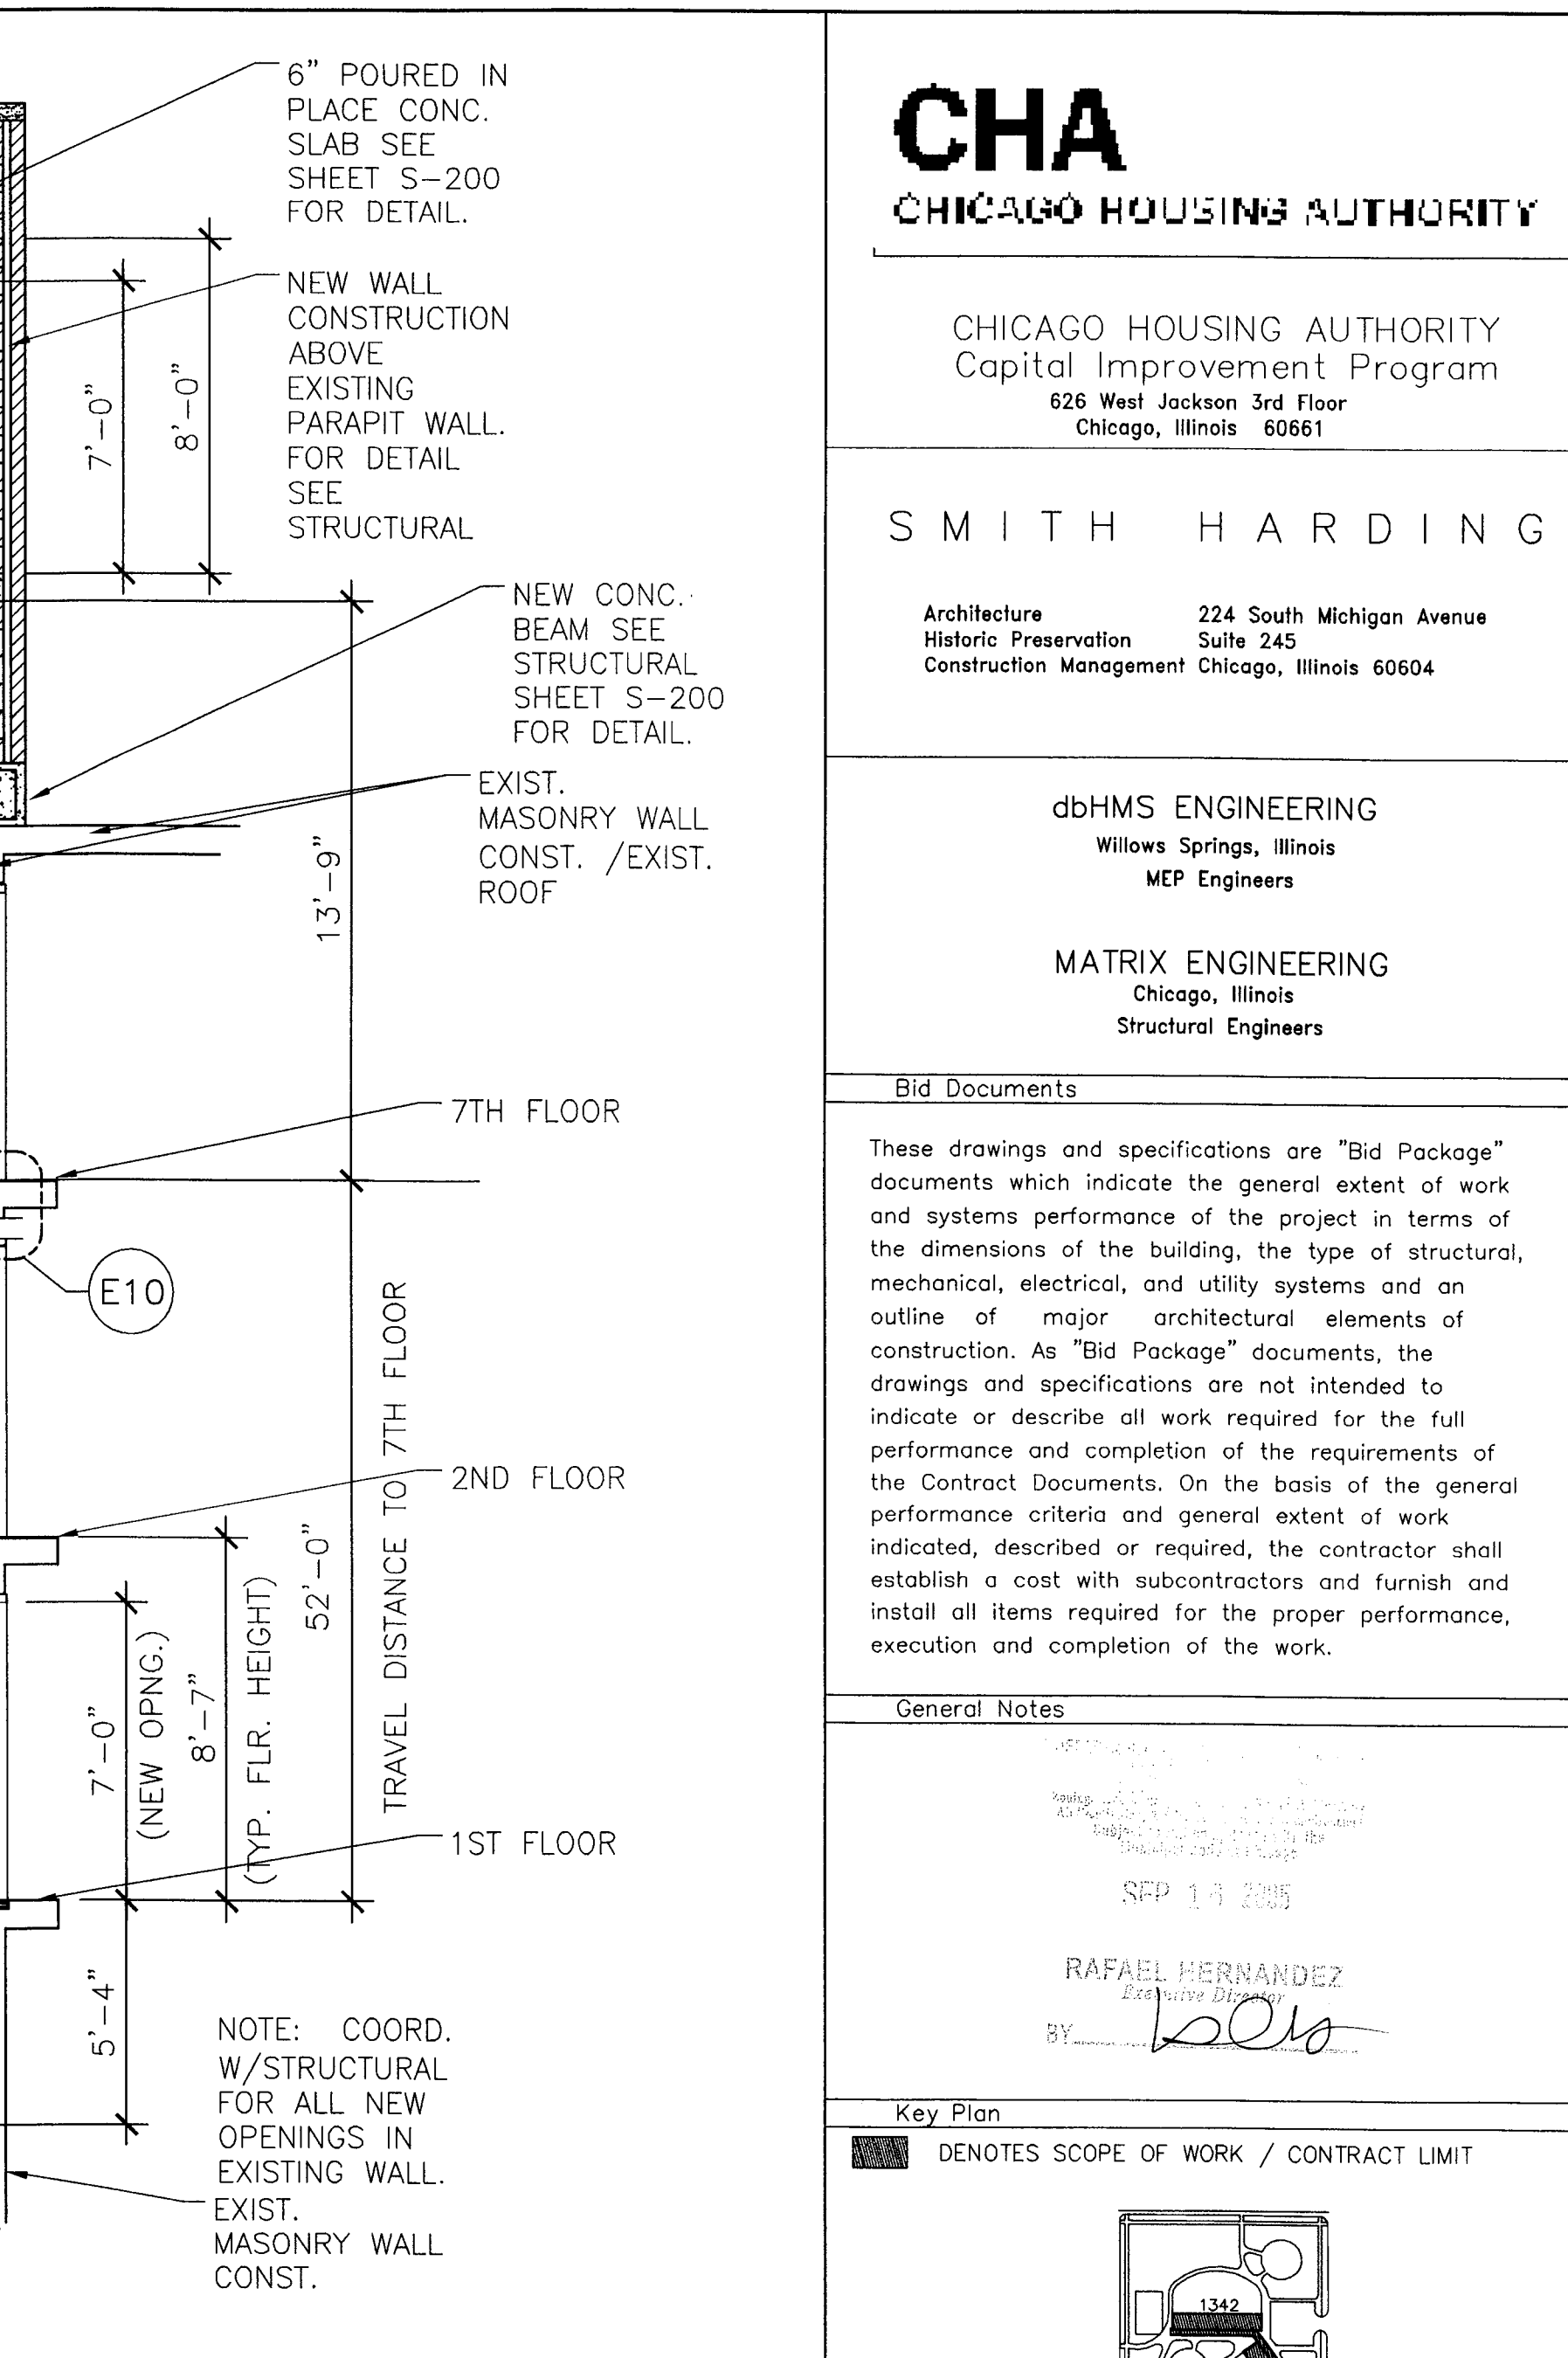 6" POURED IN
PLACE CONC.
SLAB SEE
SHEET S-200
FOR DETAIL.
NEW WALL
CONSTRUCTION
ABOVE
EXISTING
PARAPIT WALL.
FOR DETAIL
SEE
STRUCTURAL
7'-0"
8'-0"
NEW CONC.
BEAM SEE
STRUCTURAL
SHEET S-200
FOR DETAIL.
EXIST.
MASONRY WALL
CONST. /EXIST.
ROOF
13'-9"
7TH FLOOR
E10
2ND FLOOR
52'-0"
TRAVEL DISTANCE TO 7TH FLOOR
7'-0"
(NEW OPNG.)
8'-7"
(TYP. FLR. HEIGHT)
1ST FLOOR
5'-4"
NOTE: COORD.
W/STRUCTURAL
FOR ALL NEW
OPENINGS IN
EXISTING WALL.
EXIST.
MASONRY WALL
CONST.
CHA
CHICAGO HOUSING AUTHORITY
CHICAGO HOUSING AUTHORITY
Capital Improvement Program
626 West Jackson 3rd Floor
Chicago, Illinois 60661
SMITH HARDING
Architecture 224 South Michigan Avenue
Historic Preservation Suite 245
Construction Management Chicago, Illinois 60604
dbHMS ENGINEERING
Willows Springs, Illinois
MEP Engineers
MATRIX ENGINEERING
Chicago, Illinois
Structural Engineers
Bid Documents
These drawings and specifications are "Bid Package"
documents which indicate the general extent of work
and systems performance of the project in terms of
the dimensions of the building, the type of structural,
mechanical, electrical, and utility systems and an
outline of major architectural elements of
construction. As "Bid Package" documents, the
drawings and specifications are not intended to
indicate or describe all work required for the full
performance and completion of the requirements of
the Contract Documents. On the basis of the general
performance criteria and general extent of work
indicated, described or required, the contractor shall
establish a cost with subcontractors and furnish and
install all items required for the proper performance,
execution and completion of the work.
General Notes
SEP
RAFAEL HERNANDEZ
Executive Director
BY
Key Plan
DENOTES SCOPE OF WORK / CONTRACT LIMIT
1342